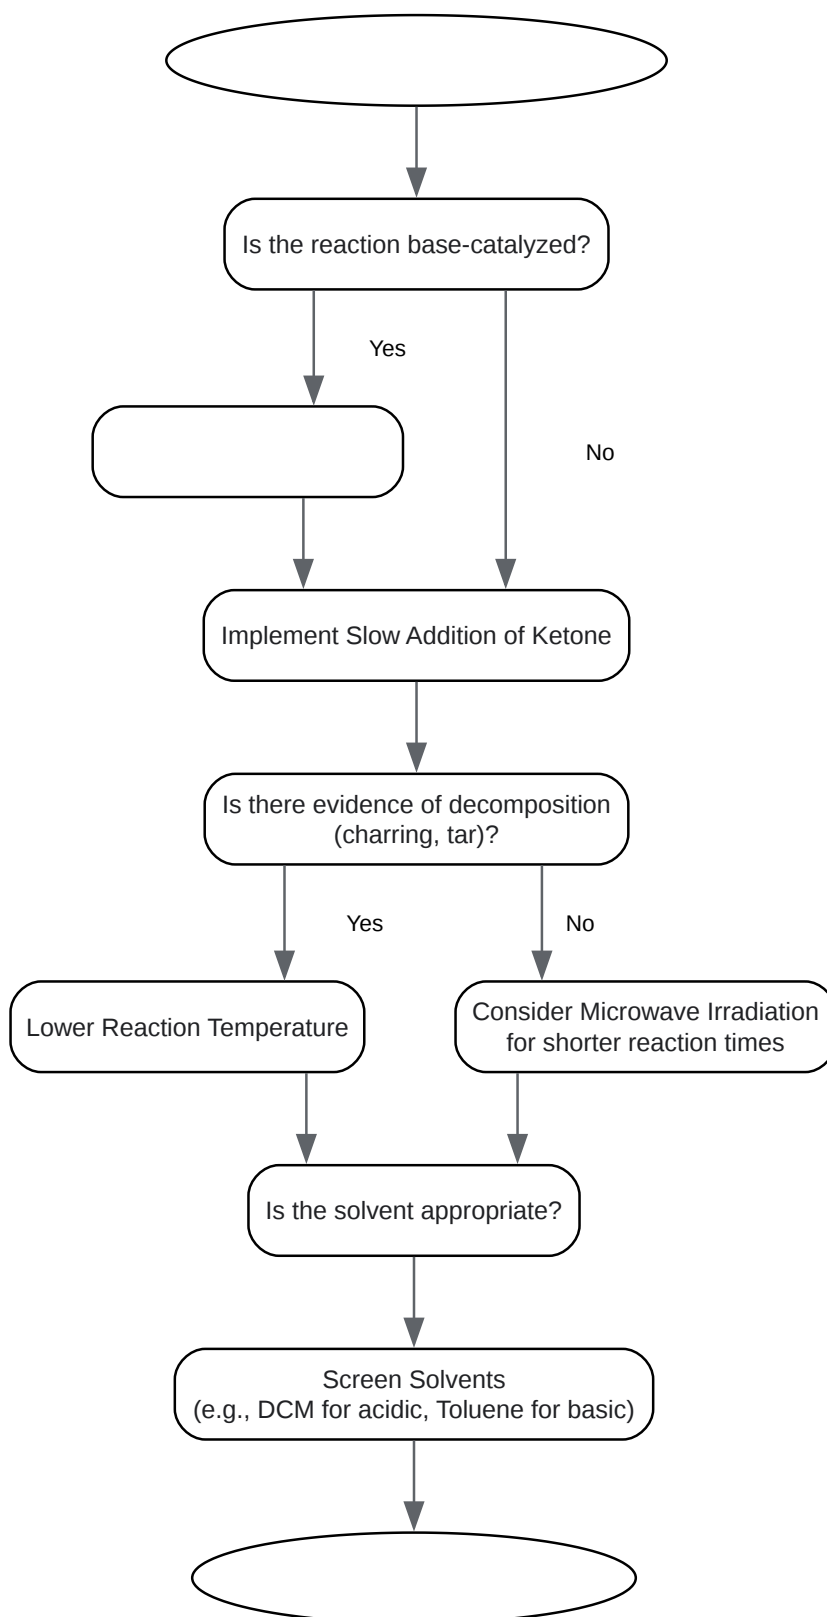 Is the reaction base-catalyzed?
Yes
No
Implement Slow Addition of Ketone
Is there evidence of decomposition
(charring, tar)?
Yes
No
Lower Reaction Temperature
Consider Microwave Irradiation
for shorter reaction times
Is the solvent appropriate?
Screen Solvents
(e.g., DCM for acidic, Toluene for basic)